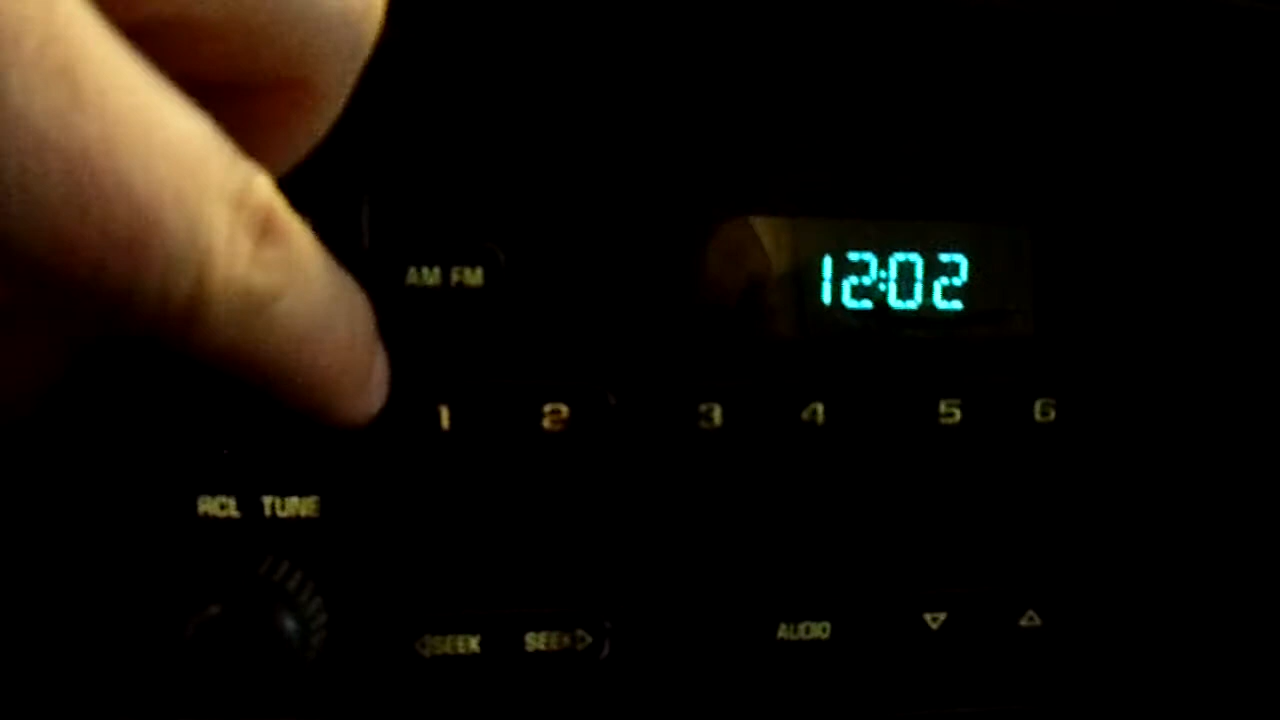 AM FM
12:02
1 2 3 4 5 6
RCL TUNE
◁SEEK SEEK▷ AUDIO ▽ △